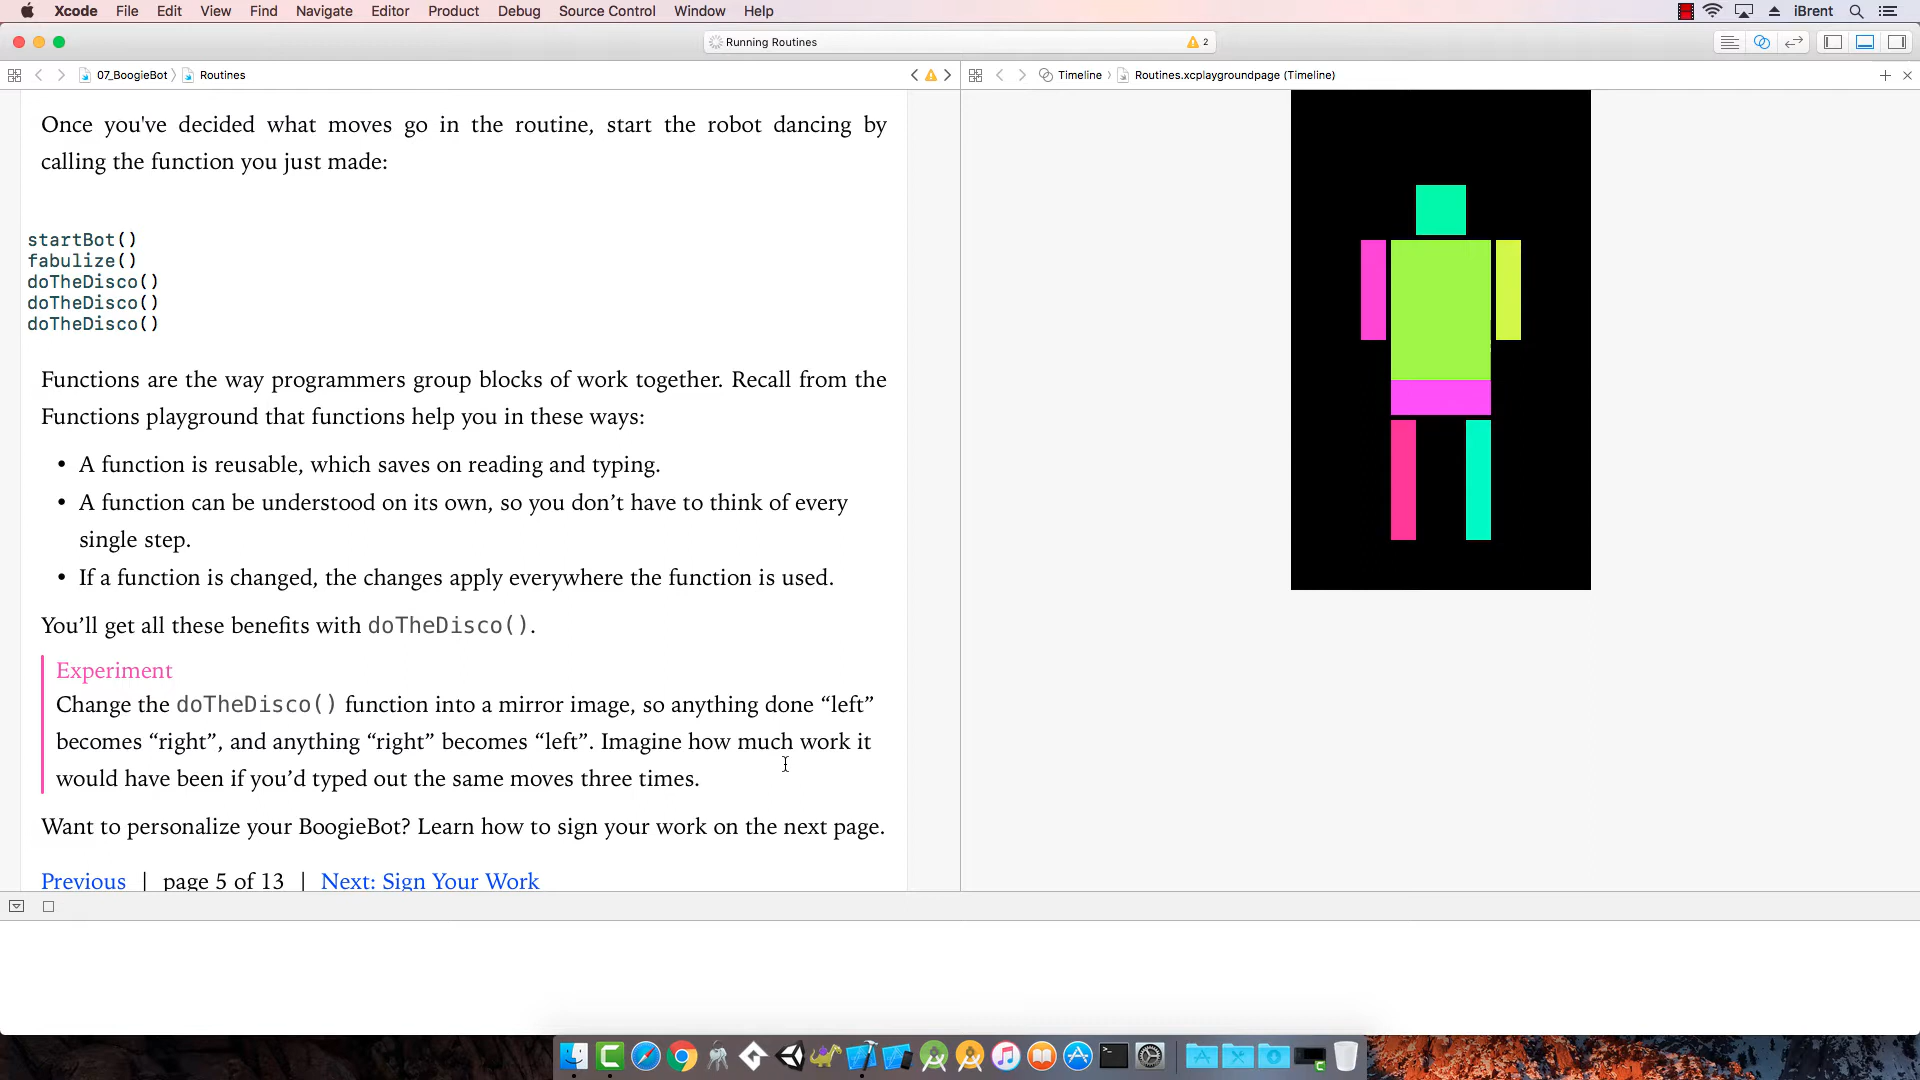 Xcode File Edit View Find Navigate Editor Product Debug Source Control Window Help iBrent
Running Routines 2
07_BoogieBot Routines
Timeline Routines.xcplaygroundpage (Timeline)
Once you've decided what moves go in the routine, start the robot dancing by
calling the function you just made:
startBot()
fabulize()
doTheDisco()
doTheDisco()
doTheDisco()
Functions are the way programmers group blocks of work together. Recall from the
Functions playground that functions help you in these ways:
• A function is reusable, which saves on reading and typing.
• A function can be understood on its own, so you don’t have to think of every
single step.
• If a function is changed, the changes apply everywhere the function is used.
You’ll get all these benefits with doTheDisco().
Experiment
Change the doTheDisco() function into a mirror image, so anything done “left”
becomes “right”, and anything “right” becomes “left”. Imagine how much work it
would have been if you’d typed out the same moves three times.
Want to personalize your BoogieBot? Learn how to sign your work on the next page.
Previous | page 5 of 13 | Next: Sign Your Work